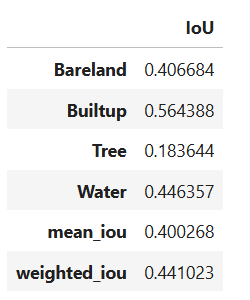 IoU
Bareland 0.406684
Builtup 0.564388
Tree 0.183644
Water 0.446357
mean_iou 0.400268
weighted_iou 0.441023